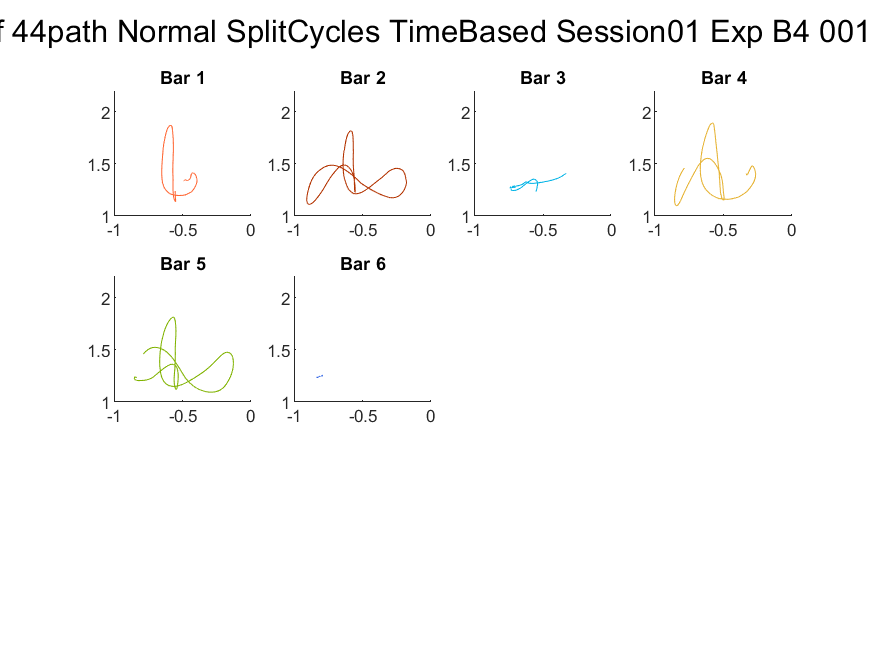 f 44path Normal SplitCycles TimeBased Session01 Exp B4 001
Bar 1 Bar 2 Bar 3 Bar 4
2 2 2 2
1.5 1.5 1.5 1.5
1 1 1 1
-1 -0.5 0 -1 -0.5 0 -1 -0.5 0 -1 -0.5 0
Bar 5 Bar 6
2 2
1.5 1.5
1 1
-1 -0.5 0 -1 -0.5 0